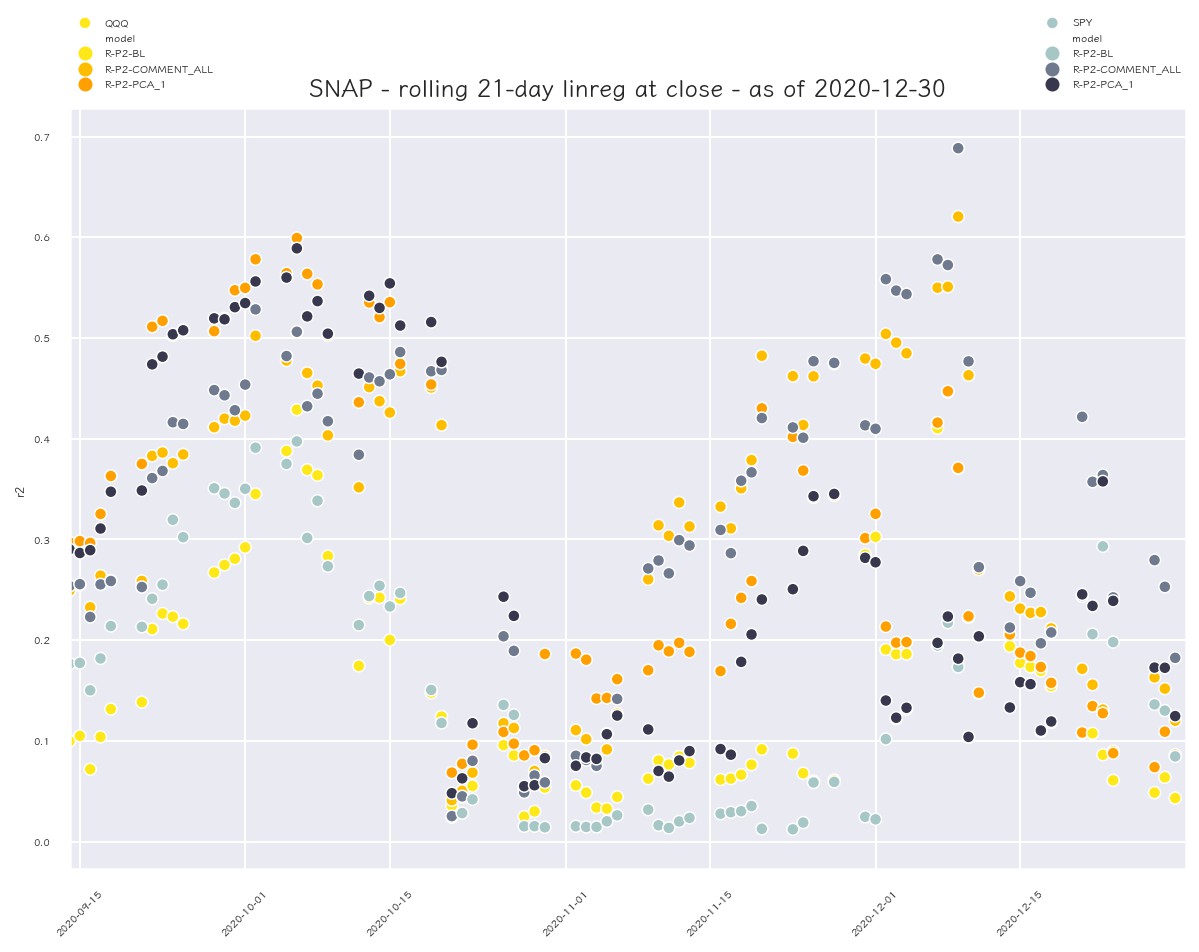 QQQ
model
R-P2-BL
R-P2-COMMENT_ALL
R-P2-PCA_1
SPY
model
R-P2-BL
R-P2-COMMENT_ALL
R-P2-PCA_1
SNAP - rolling 21-day linreg at close - as of 2020-12-30
0.7
0.6
0.5
0.4
0.3
0.2
0.1
0.0
r2
2020-09-15
2020-10-01
2020-10-15
2020-11-01
2020-11-15
2020-12-01
2020-12-15